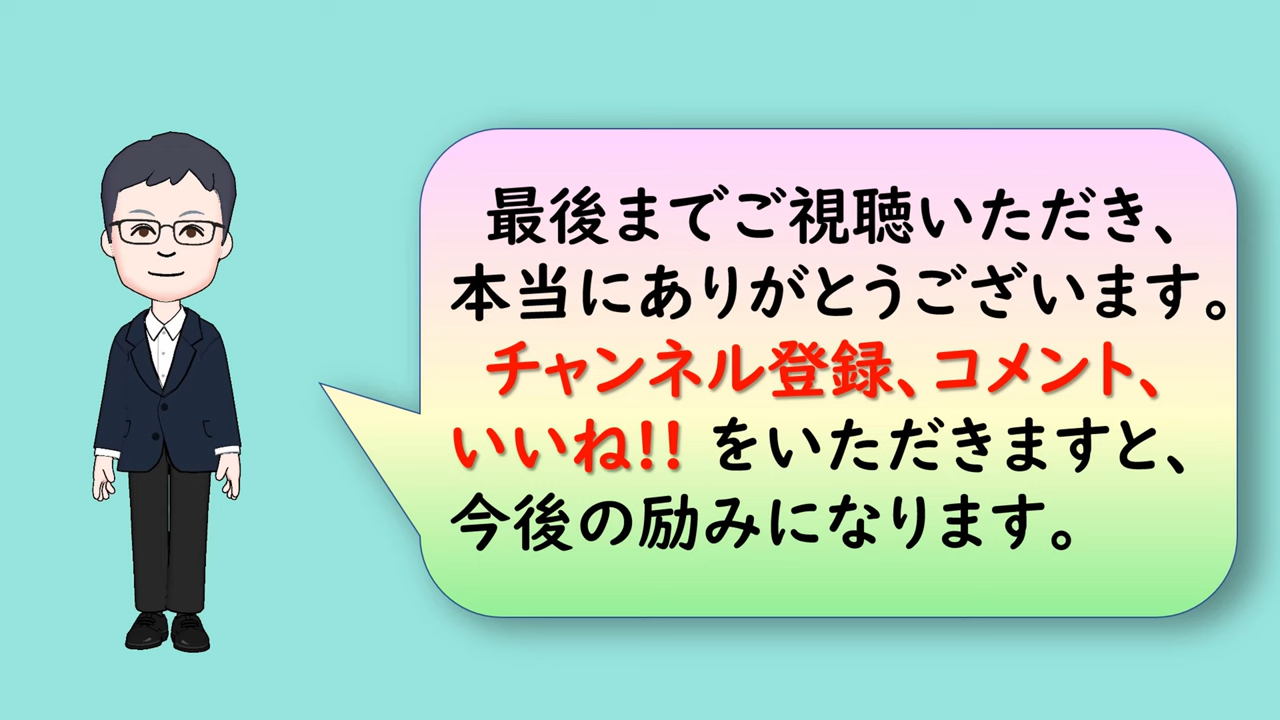 最後までご視聴いただき、
本当にありがとうございます。
チャンネル登録、コメント、
いいね!! をいただきますと、
今後の励みになります。